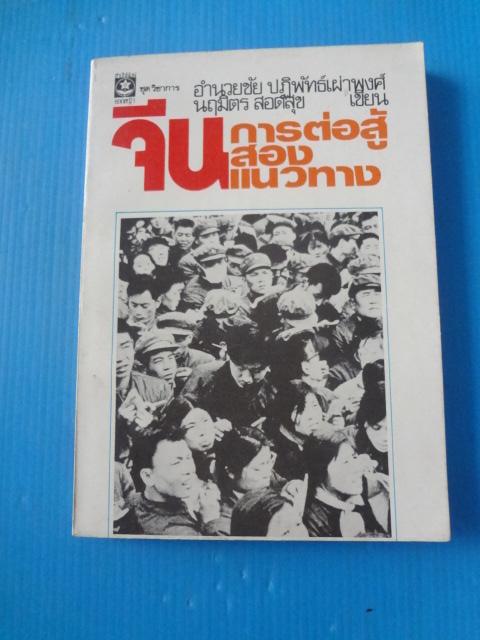 ชุด วิชาการ
อำนวยชัย ปฏิพัทธ์เผ่าพงศ์
นฤมิตร สอดศุข เขียน
จีน การต่อสู้
สอง
แนวทาง